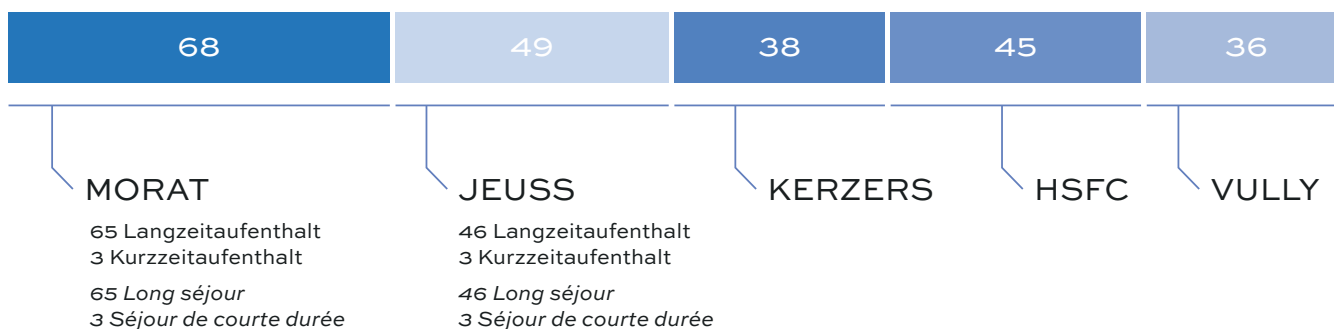 68
49
38
45
36
MORAT
65 Langzeitaufenthalt
3 Kurzzeitaufenthalt
65 Long séjour
3 Séjour de courte durée
JEUSS
46 Langzeitaufenthalt
3 Kurzzeitaufenthalt
46 Long séjour
3 Séjour de courte durée
KERZERS
HSFC
VULLY